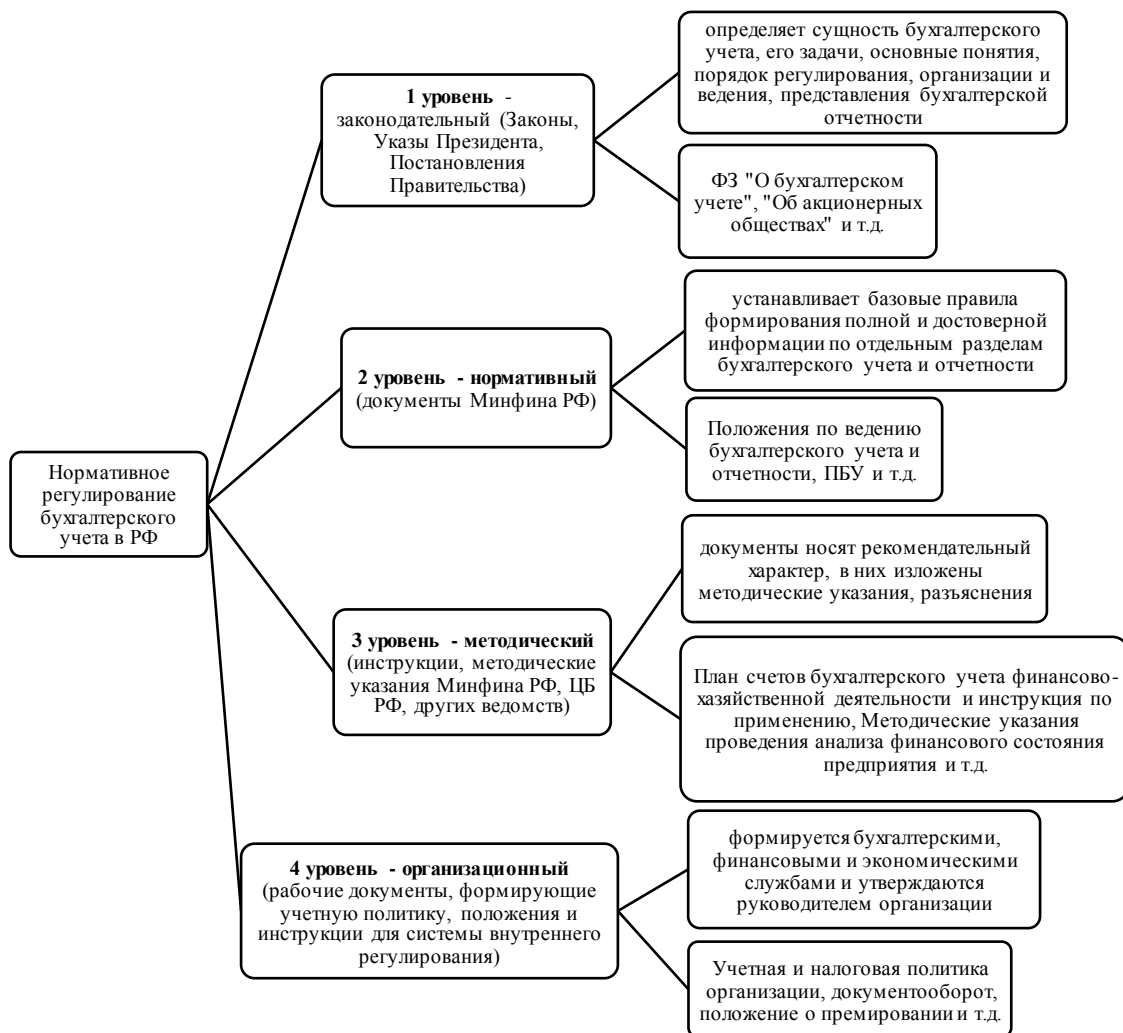 Нормативное
регулирование
бухгалтерского
учета в РФ
1 уровень -
законодательный (Законы,
Указы Президента,
Постановления
Правительства)
определяет сущность бухгалтерского
учета, его задачи, основные понятия,
порядок регулирования, организации и
ведения, представления бухгалтерской
отчетности
ФЗ "О бухгалтерском
учете", "Об акционерных
обществах" и т.д.
2 уровень - нормативный
(документы Минфина РФ)
устанавливает базовые правила
формирования полной и достоверной
информации по отдельным разделам
бухгалтерского учета и отчетности
Положения по ведению
бухгалтерского учета и
отчетности, ПБУ и т.д.
3 уровень - методический
(инструкции, методические
указания Минфина РФ, ЦБ
РФ, других ведомств)
документы носят рекомендательный
характер, в них изложены
методические указания, разъяснения
План счетов бухгалтерского учета финансово-
хазяйственной деятельности и инструкция по
применению, Методические указания
проведения анализа финансового состояния
предприятия и т.д.
4 уровень - организационный
(рабочие документы, формирующие
учетную политику, положения и
инструкции для системы внутреннего
регулирования)
формируется бухгалтерскими,
финансовыми и экономическими
службами и утверждаются
руководителем организации
Учетная и налоговая политика
организации, документооборот,
положение о премировании и т.д.